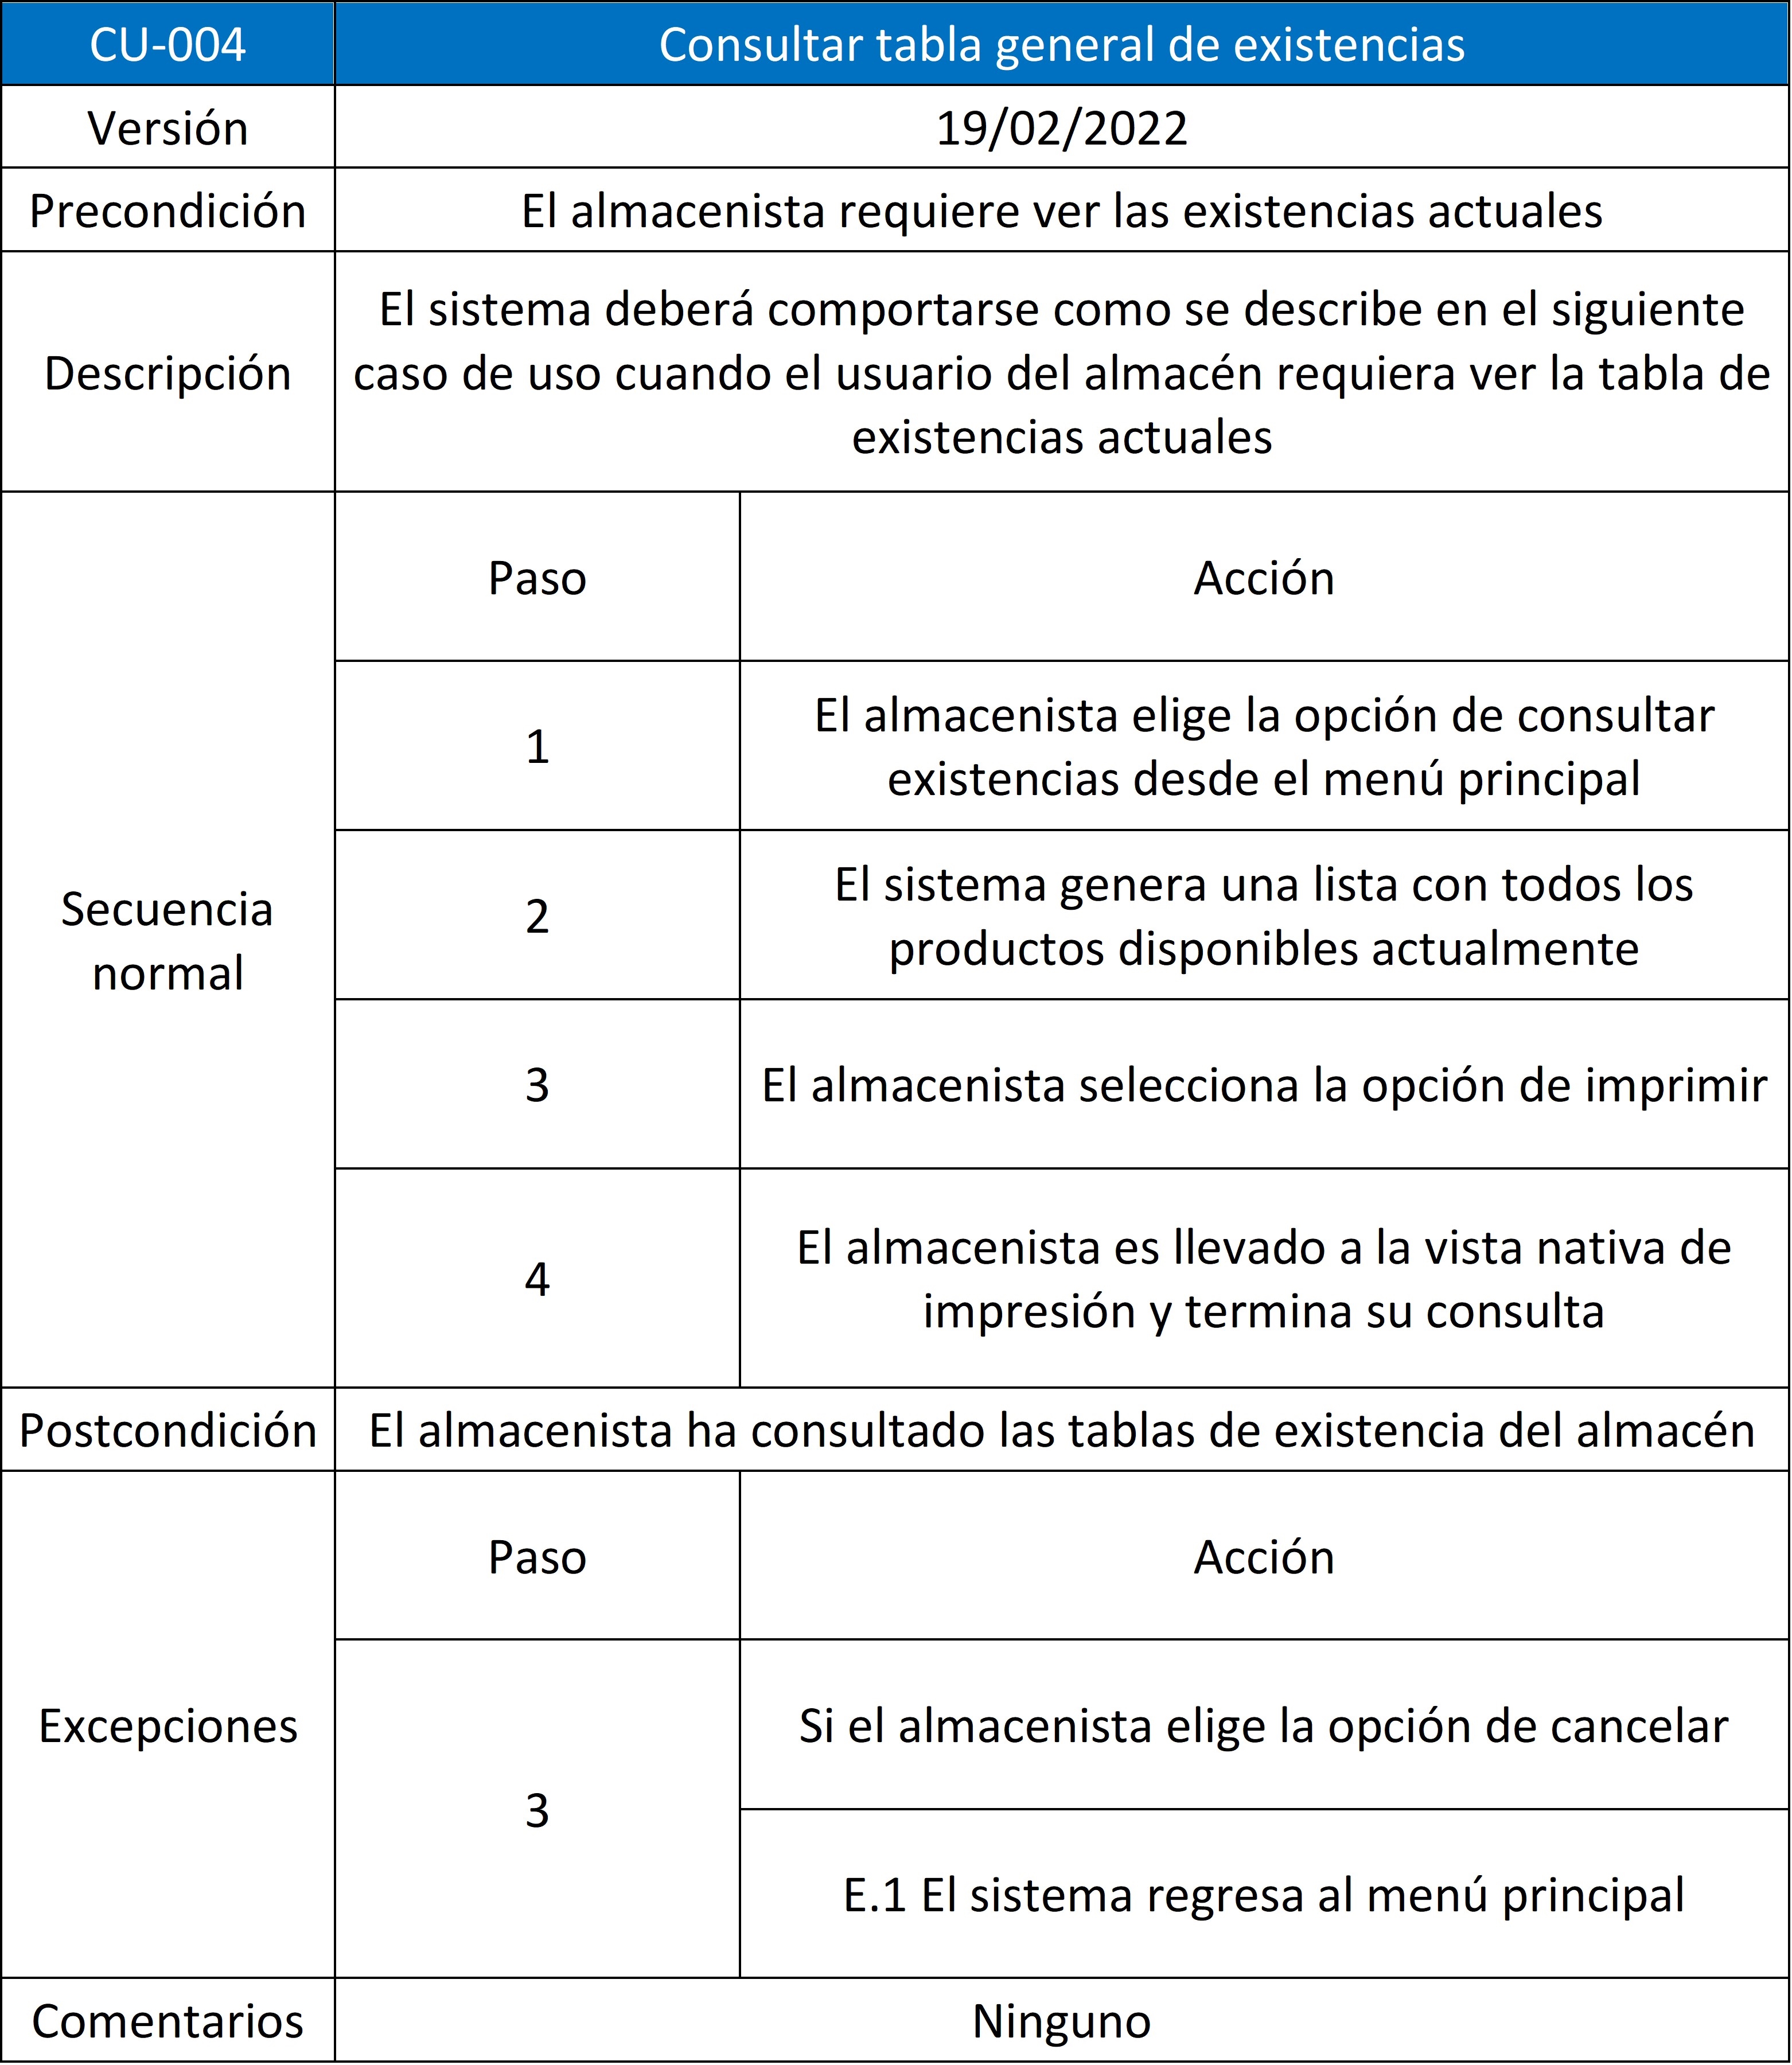 CU-004
Consultar tabla general de existencias
Versión
19/02/2022
Precondición
El almacenista requiere ver las existencias actuales
Descripción
El sistema deberá comportarse como se describe en el siguiente
caso de uso cuando el usuario del almacén requiera ver la tabla de
existencias actuales
Secuencia
normal
Paso
Acción
1
El almacenista elige la opción de consultar
existencias desde el menú principal
2
El sistema genera una lista con todos los
productos disponibles actualmente
3
El almacenista selecciona la opción de imprimir
4
El almacenista es llevado a la vista nativa de
impresión y termina su consulta
Postcondición
El almacenista ha consultado las tablas de existencia del almacén
Excepciones
Paso
Acción
3
Si el almacenista elige la opción de cancelar
E.1 El sistema regresa al menú principal
Comentarios
Ninguno